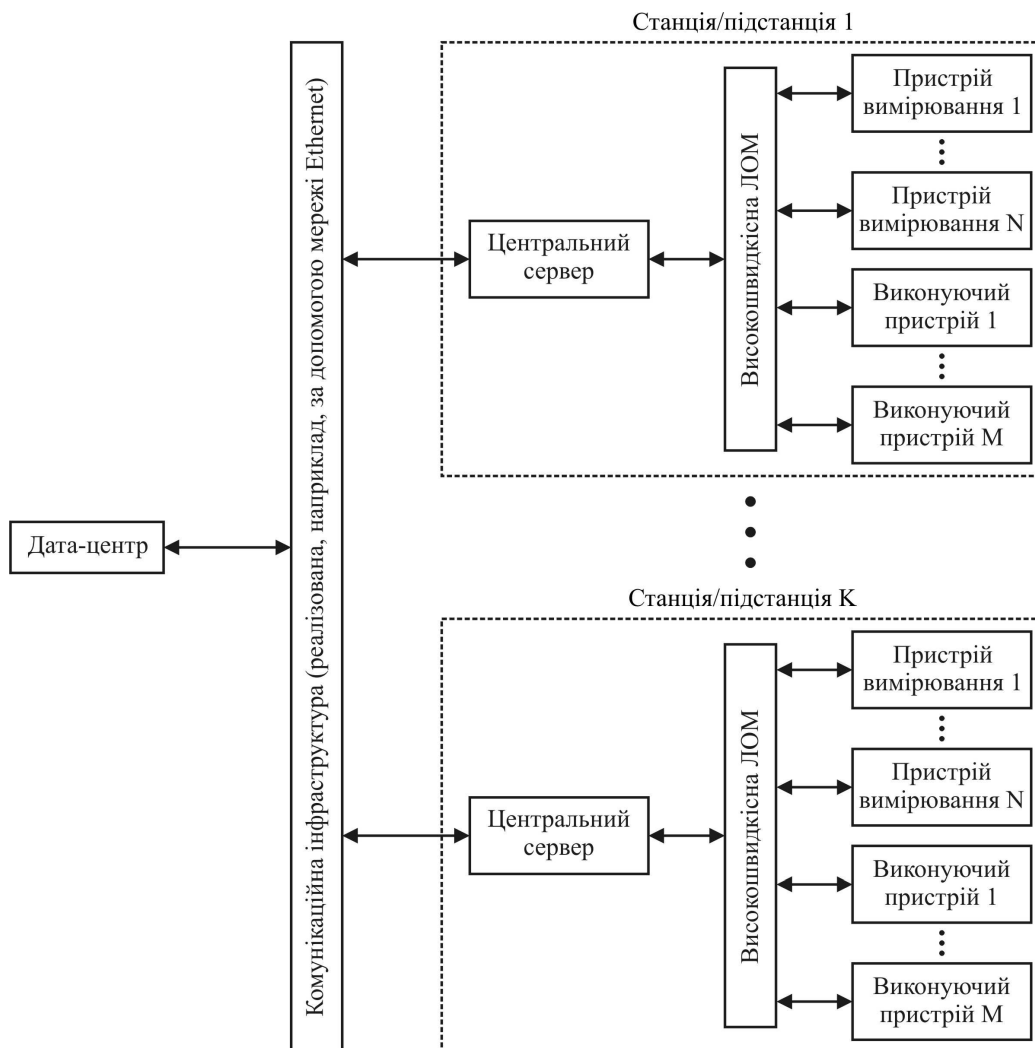 Станція/підстанція 1
Комунікаційна інфраструктура (реалізована, наприклад, за допомогою мережі Ethernet)
Центральний
сервер
Високошвидкісна ЛОМ
Пристрій
вимірювання 1
Пристрій
вимірювання N
Виконуючий
пристрій 1
Виконуючий
пристрій M
Дата-центр
Станція/підстанція K
Центральний
сервер
Високошвидкісна ЛОМ
Пристрій
вимірювання 1
Пристрій
вимірювання N
Виконуючий
пристрій 1
Виконуючий
пристрій M